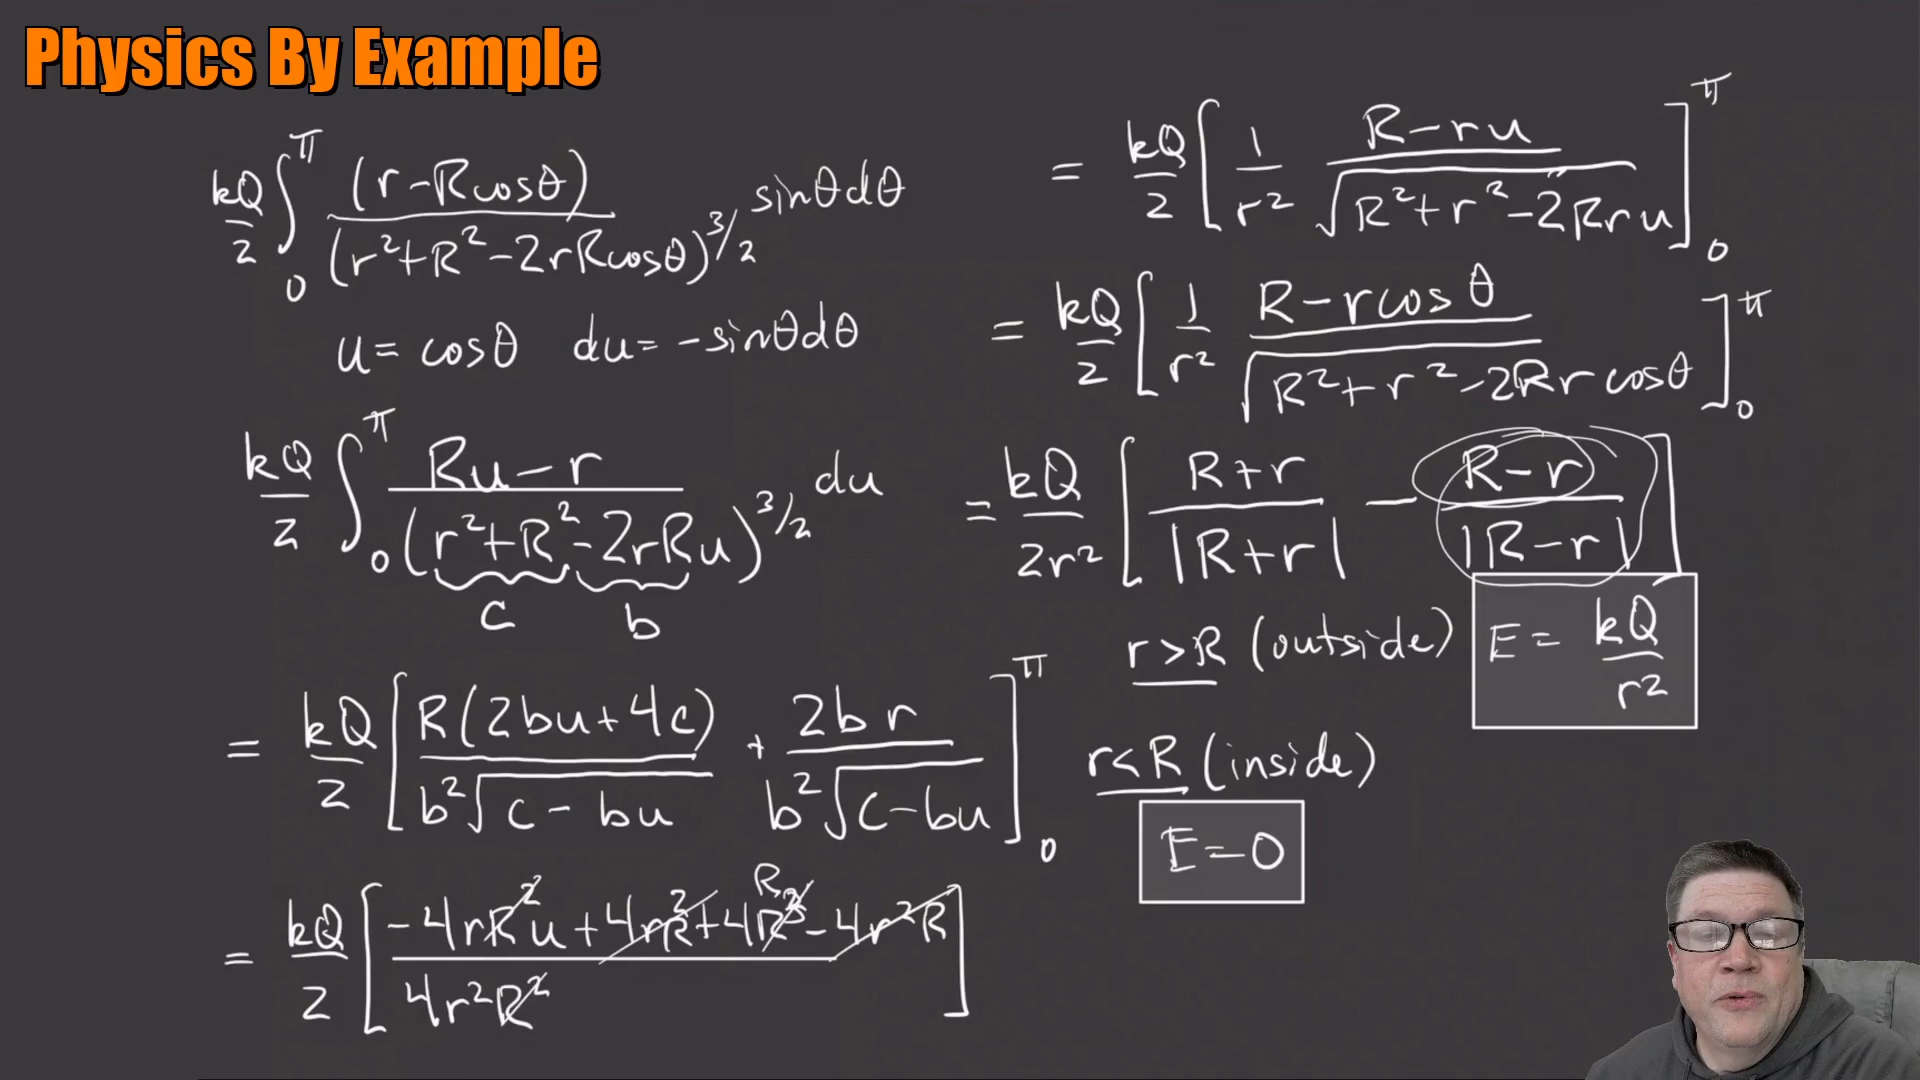 Physics By Example
kQ/2 ∫₀^π (r-Rcosθ)/(r²+R²-2rRcosθ)^3/2 sinθdθ
u= cosθ du= -sinθdθ
kQ/2 ∫₀^π (Ru-r)/(r²+R²-2rRu)^3/2 du
c b
= kQ/2 [R(2bu+4c)/(b²√(c-bu)) + 2br/(b²√(c-bu))]₀^π
R
= kQ/2 [(-4rR²u+4rR²+4R³-4r²R)/(4r²R²)]
= kQ/2 [1/r² (R-ru)/√(R²+r²-2Rru)]₀^π
= kQ/2 [1/r² (R-rcosθ)/√(R²+r²-2Rrcosθ)]₀^π
= kQ/2r² [(R+r)/|R+r| - (R-r)/|R-r|]
r>R (outside) E= kQ/r²
r<R (inside)
E=0